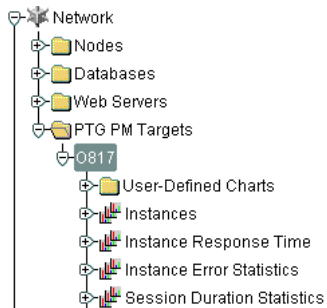 Network
Nodes
Databases
Web Servers
PTG PM Targets
0817
User-Defined Charts
Instances
Instance Response Time
Instance Error Statistics
Session Duration Statistics